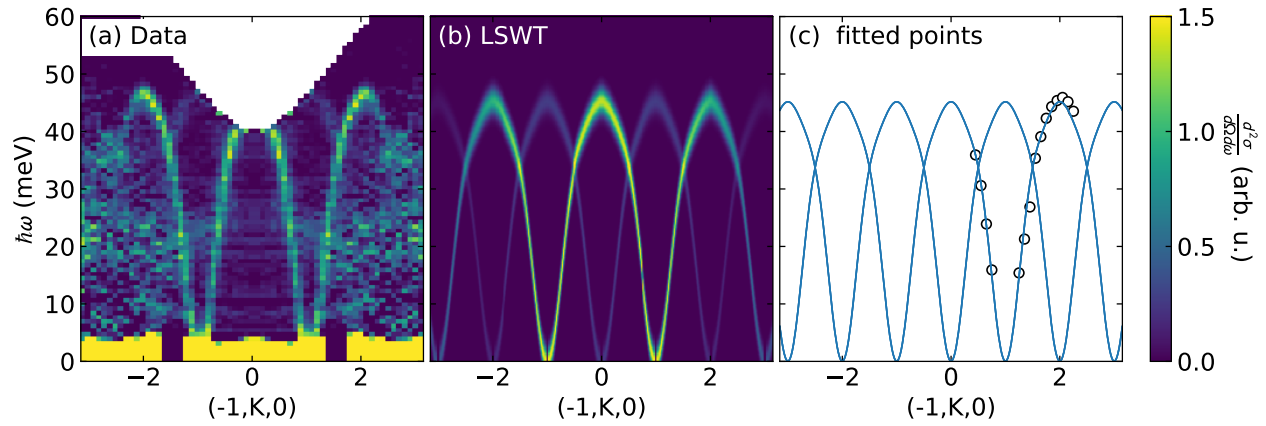 60
50
40
30
20
10
0
ħω (meV)
(a) Data
−2 0 2
(-1,K,0)
(b) LSWT
−2 0 2
(-1,K,0)
(c) fitted points
−2 0 2
(-1,K,0)
1.5
1.0
0.5
0.0
d²σ/dΩdω (arb. u.)